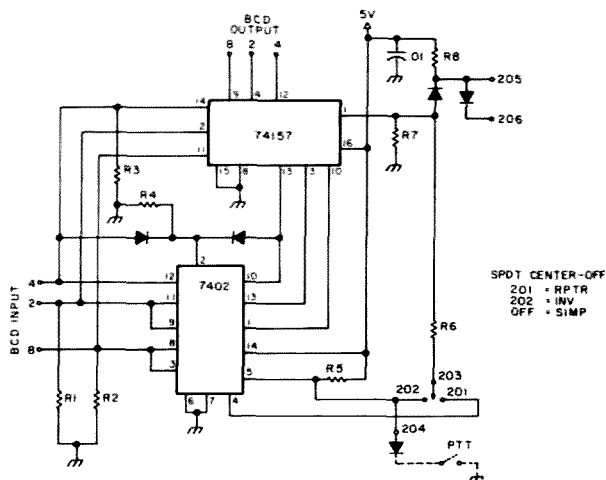 BCD
OUTPUT
8 2 4
5V
.01
R8
9 4 12
14
1
205
2
74157
206
11
16
R7
15 8 13 3 10
R3
R4
2
7402
4
12
10
2
11
13
9
1
8
8
14
3
5
R5
R6
BCD INPUT
SPDT CENTER-OFF
201 = RPTR
202 = INV
OFF = SIMP
203
202
201
R1
R2
6 7 4
204
PTT